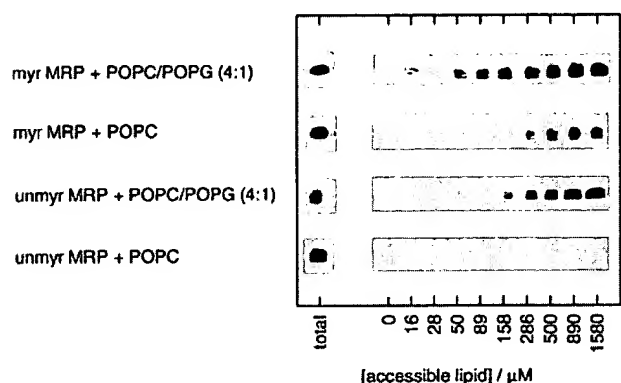 myr MRP + POPC/POPG (4:1)
myr MRP + POPC
unmyr MRP + POPC/POPG (4:1)
unmyr MRP + POPC
total 0 16 28 50 89 158 286 500 890 1580
[accessible lipid] / µM